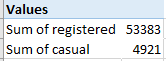 Values
Sum of registered 53383
Sum of casual 4921